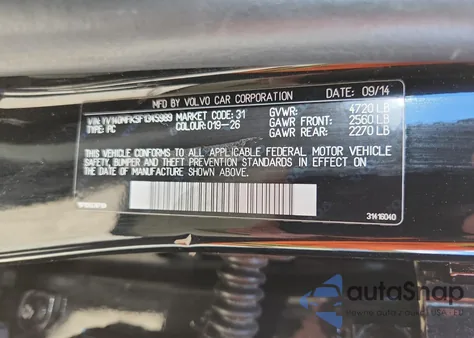 MFD BY VOLVO CAR CORPORATION DATE: 09/14
MARKET CODE: 31 GVWR: 4720 LB
TYPE: PC COLOUR: 019-26 GAWR FRONT: 2560 LB
GAWR REAR: 2270 LB
THIS VEHICLE CONFORMS TO ALL APPLICABLE FEDERAL MOTOR VEHICLE
SAFETY, BUMPER AND THEFT PREVENTION STANDARDS IN EFFECT ON THE
DATE OF MANUFACTURE SHOWN ABOVE.
31416040
autoSnap